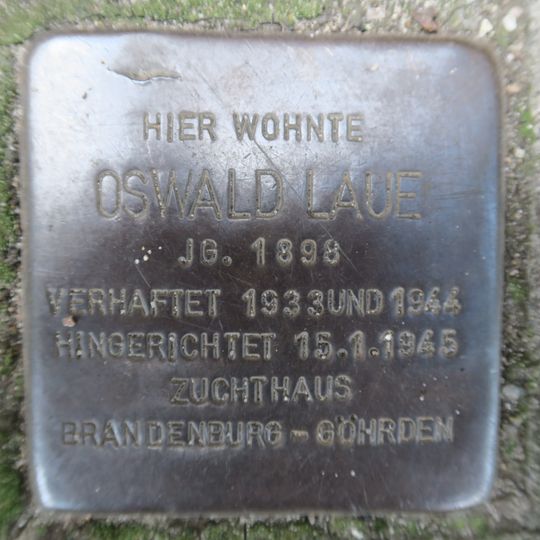 HIER WOHNTE
OSWALD LAUE
JG. 1898
VERHAFTET 1933 UND 1944
HINGERICHTET 15.1.1945
ZUCHTHAUS
BRANDENBURG - GÖHRDEN